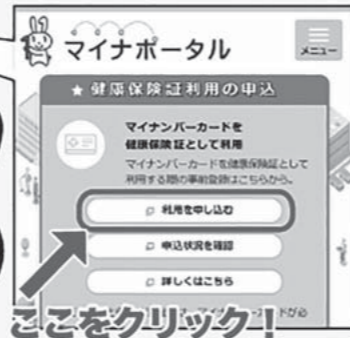 マイナポータル
メニュー
★ 健康保険証利用の申込
マイナンバーカードを
健康保険証として利用
マイナンバーカードを健康保険証として
利用する際の事前登録はこちらから。
利用を申し込む
申込状況を確認
詳しくはこちら
ここをクリック!